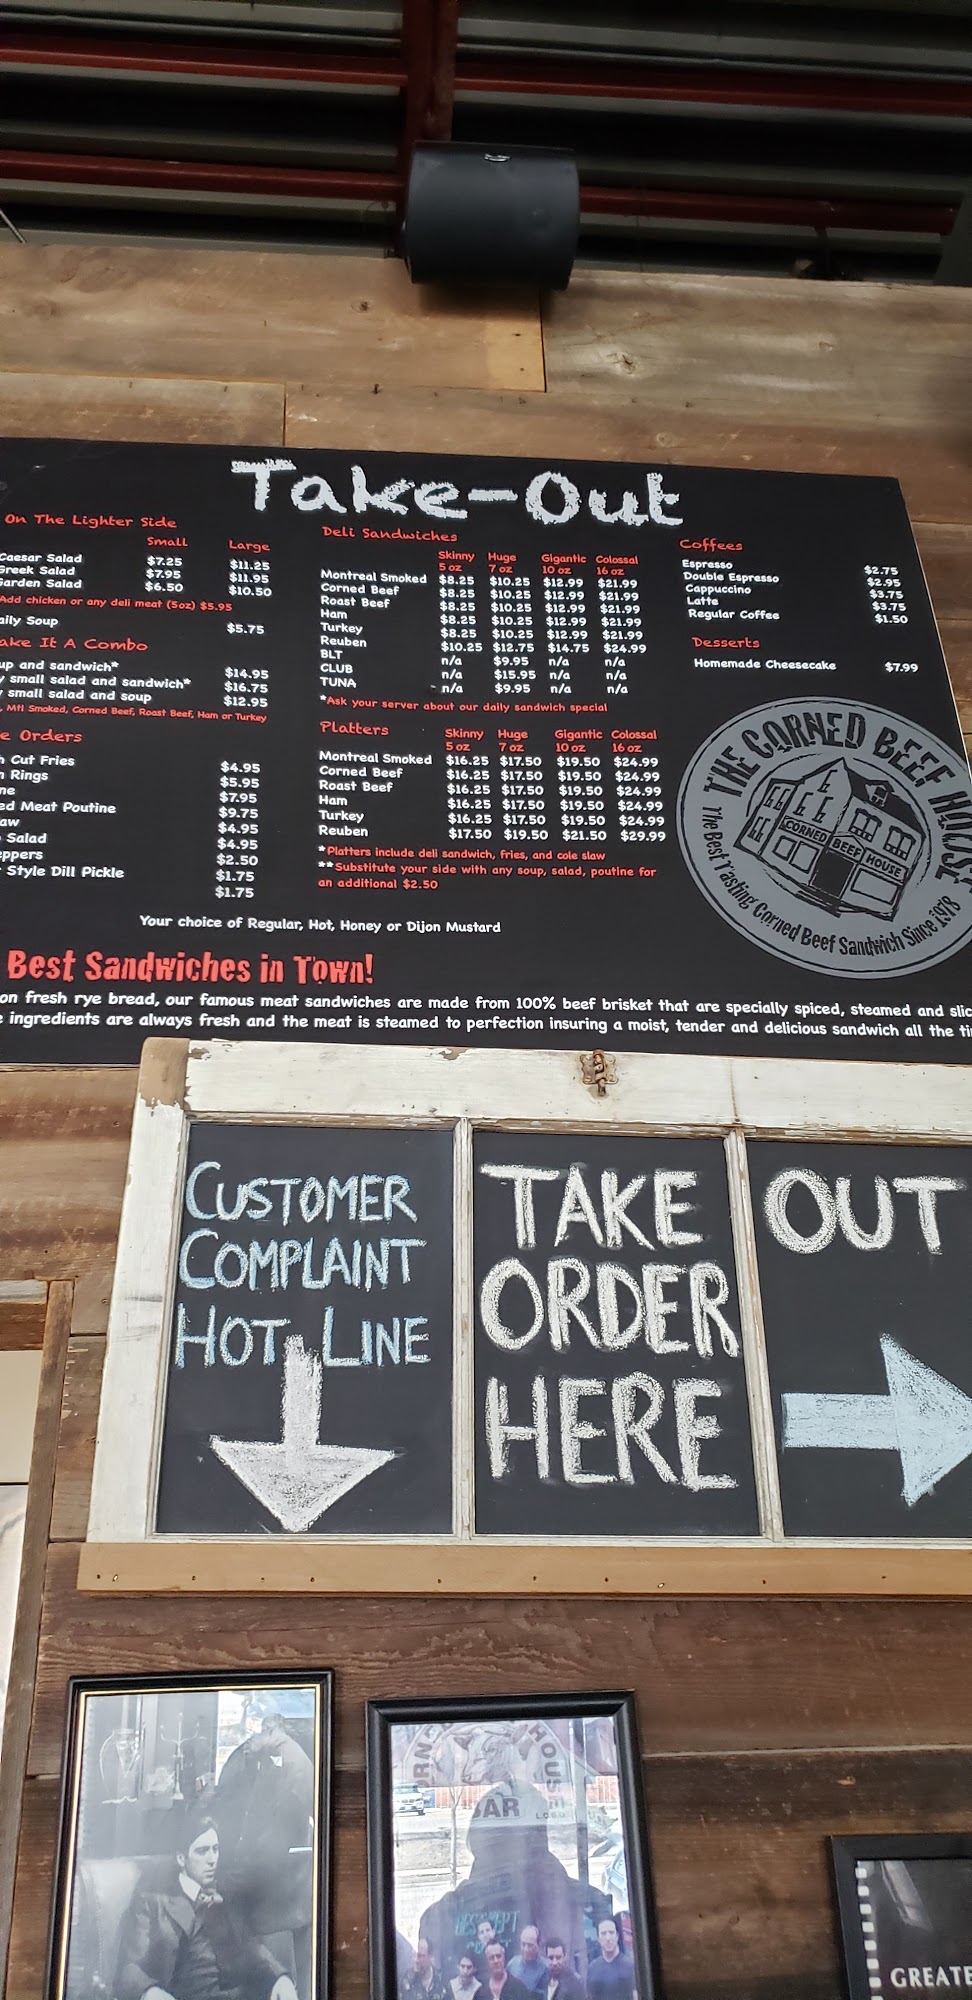 Take-Out
On The Lighter Side
Small Large
Caesar Salad $7.25 $11.25
Greek Salad $7.95 $11.95
Garden Salad $6.50 $10.50
Add chicken or any deli meat (5oz) $5.95
aily Soup $5.75
ake It A Combo
up and sandwich* $14.95
y small salad and sandwich* $16.75
y small salad and soup $12.95
, Mtl Smoked, Corned Beef, Roast Beef, Ham or Turkey
e Orders
h Cut Fries $4.95
n Rings $5.95
ne $7.95
ed Meat Poutine $9.75
aw $4.95
o Salad $4.95
eppers $2.50
r Style Dill Pickle $1.75
$1.75
Deli Sandwiches
Skinny Huge Gigantic Colossal
5 oz 7 oz 10 oz 16 oz
Montreal Smoked $8.25 $10.25 $12.99 $21.99
Corned Beef $8.25 $10.25 $12.99 $21.99
Roast Beef $8.25 $10.25 $12.99 $21.99
Ham $8.25 $10.25 $12.99 $21.99
Turkey $8.25 $10.25 $12.99 $21.99
Reuben $10.25 $12.75 $14.75 $24.99
BLT n/a $9.95 n/a n/a
CLUB n/a $15.95 n/a n/a
TUNA n/a $9.95 n/a n/a
*Ask your server about our daily sandwich special
Platters
Skinny Huge Gigantic Colossal
5 oz 7 oz 10 oz 16 oz
Montreal Smoked $16.25 $17.50 $19.50 $24.99
Corned Beef $16.25 $17.50 $19.50 $24.99
Roast Beef $16.25 $17.50 $19.50 $24.99
Ham $16.25 $17.50 $19.50 $24.99
Turkey $16.25 $17.50 $19.50 $24.99
Reuben $17.50 $19.50 $21.50 $29.99
*Platters include deli sandwich, fries, and cole slaw
**Substitute your side with any soup, salad, poutine for
an additional $2.50
Coffees
Espresso $2.75
Double Espresso $2.95
Cappuccino $3.75
Latte $3.75
Regular Coffee $1.50
Desserts
Homemade Cheesecake $7.99
THE CORNED BEEF HOUSE
CORNED BEEF HOUSE
The Best Tasting Corned Beef Sandwich Since 1978
Your choice of Regular, Hot, Honey or Dijon Mustard
Best Sandwiches in Town!
on fresh rye bread, our famous meat sandwiches are made from 100% beef brisket that are specially spiced, steamed and slic
e ingredients are always fresh and the meat is steamed to perfection insuring a moist, tender and delicious sandwich all the ti
CUSTOMER
COMPLAINT
HOT LINE
TAKE
ORDER
HERE
OUT
HOUSE
BAR
GREATE